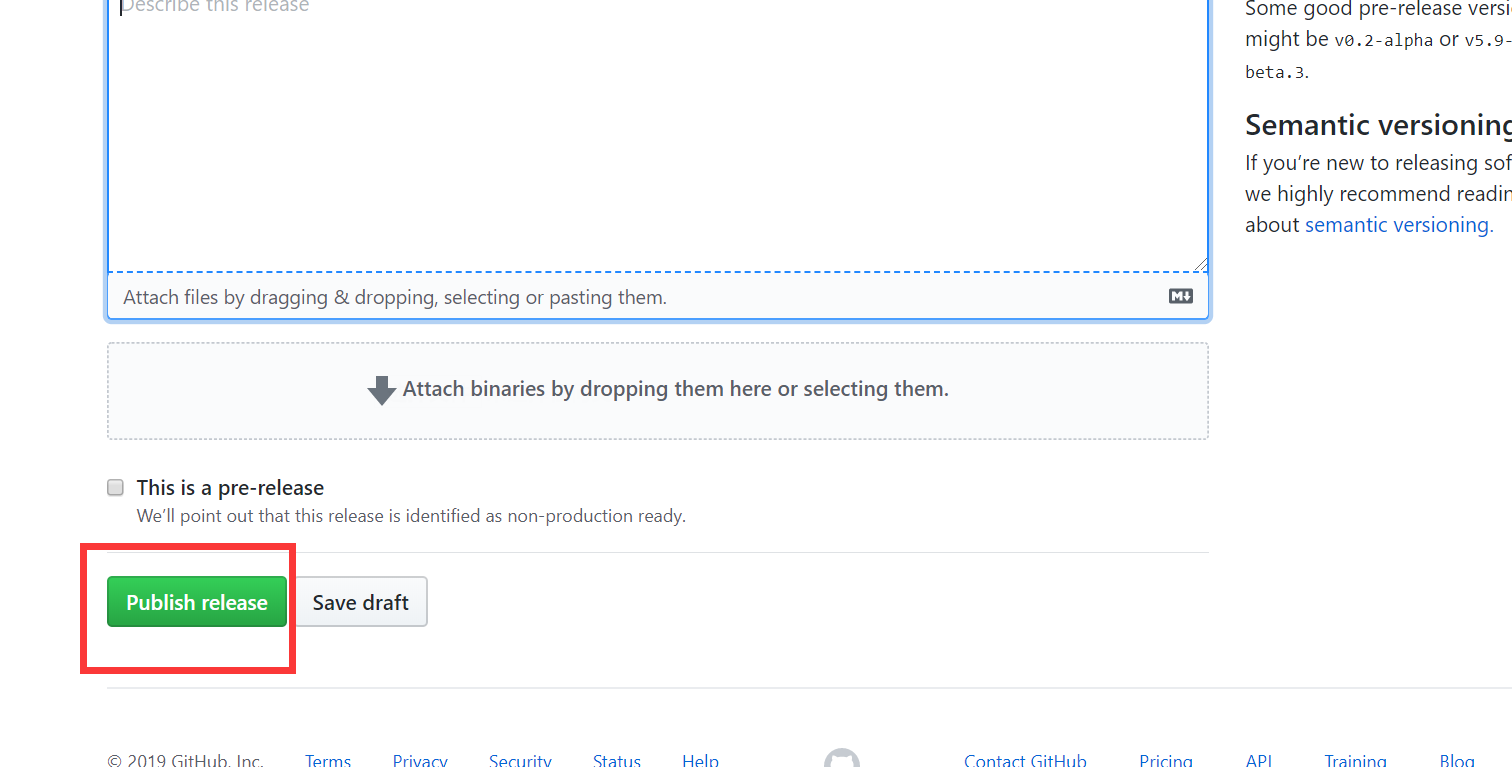 Describe this release
Attach files by dragging & dropping, selecting or pasting them.
M
Attach binaries by dropping them here or selecting them.
This is a pre-release
We'll point out that this release is identified as non-production ready.
Publish release
Save draft
Some good pre-release versi
might be v0.2-alpha or v5.9-
beta.3.
Semantic versioning
If you're new to releasing sof
we highly recommend readin
about semantic versioning.
© 2019 GitHub, Inc. Terms Privacy Security Status Help Contact GitHub Pricing API Training Blog